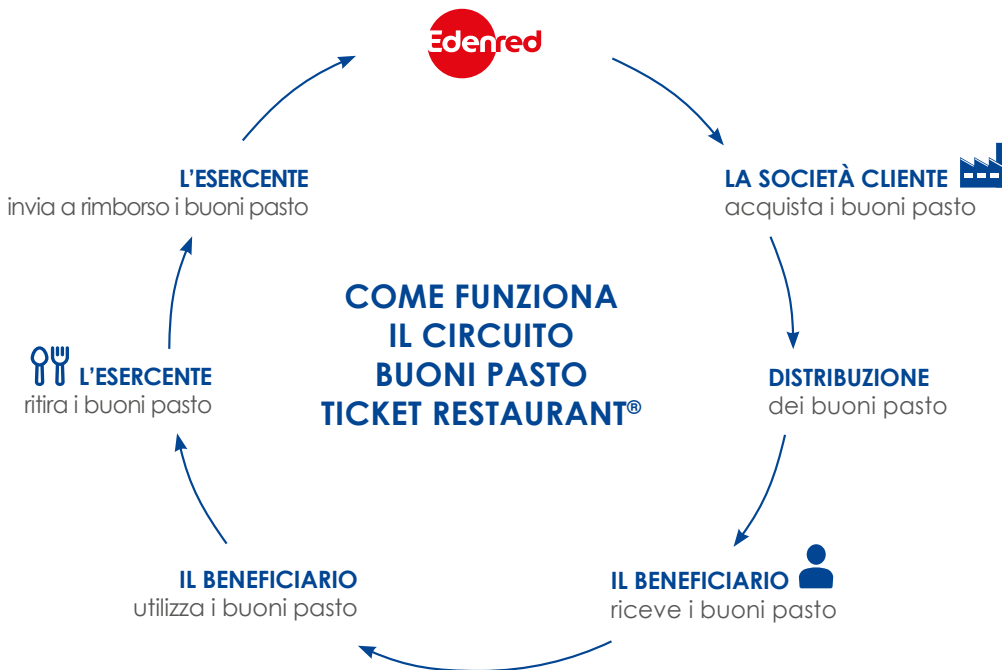 Edenred
LA SOCIETÀ CLIENTE
acquista i buoni pasto
DISTRIBUZIONE
dei buoni pasto
IL BENEFICIARIO
riceve i buoni pasto
IL BENEFICIARIO
utilizza i buoni pasto
L'ESERCENTE
ritira i buoni pasto
L'ESERCENTE
invia a rimborso i buoni pasto
COME FUNZIONA
IL CIRCUITO
BUONI PASTO
TICKET RESTAURANT®